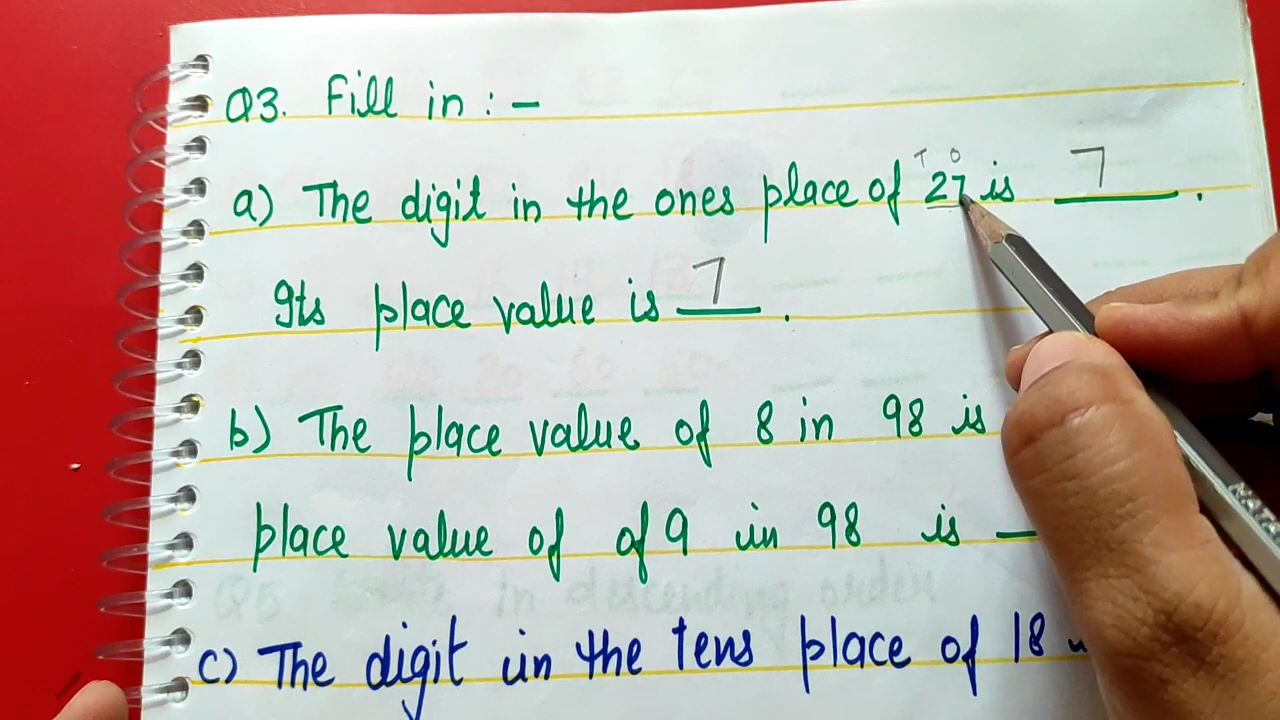 Q3. Fill in : -
T O
a) The digit in the ones place of 27 is 7.
Its place value is 7.
b) The place value of 8 in 98 is
place value of of 9 in 98 is
c) The digit in the tens place of 18